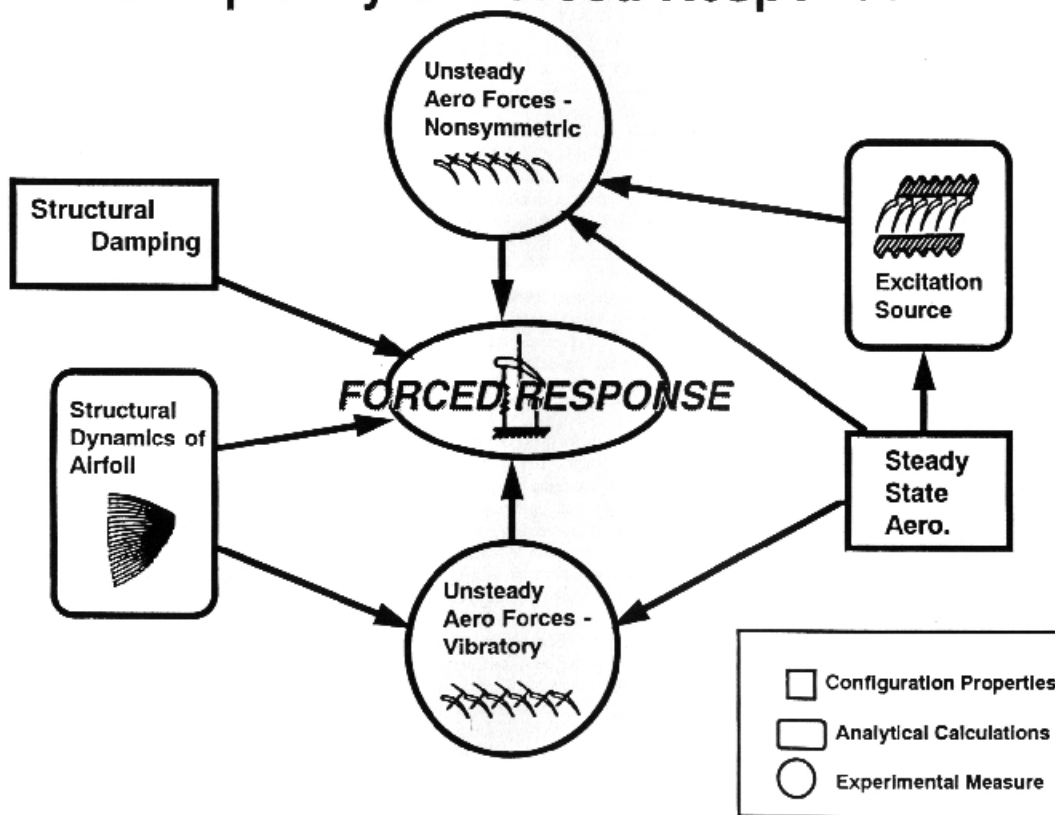 Unsteady
Aero Forces -
Nonsymmetric
Structural
Damping
Excitation
Source
FORCED RESPONSE
Structural
Dynamics of
Airfoil
Steady
State
Aero.
Unsteady
Aero Forces -
Vibratory
Configuration Properties
Analytical Calculations
Experimental Measure